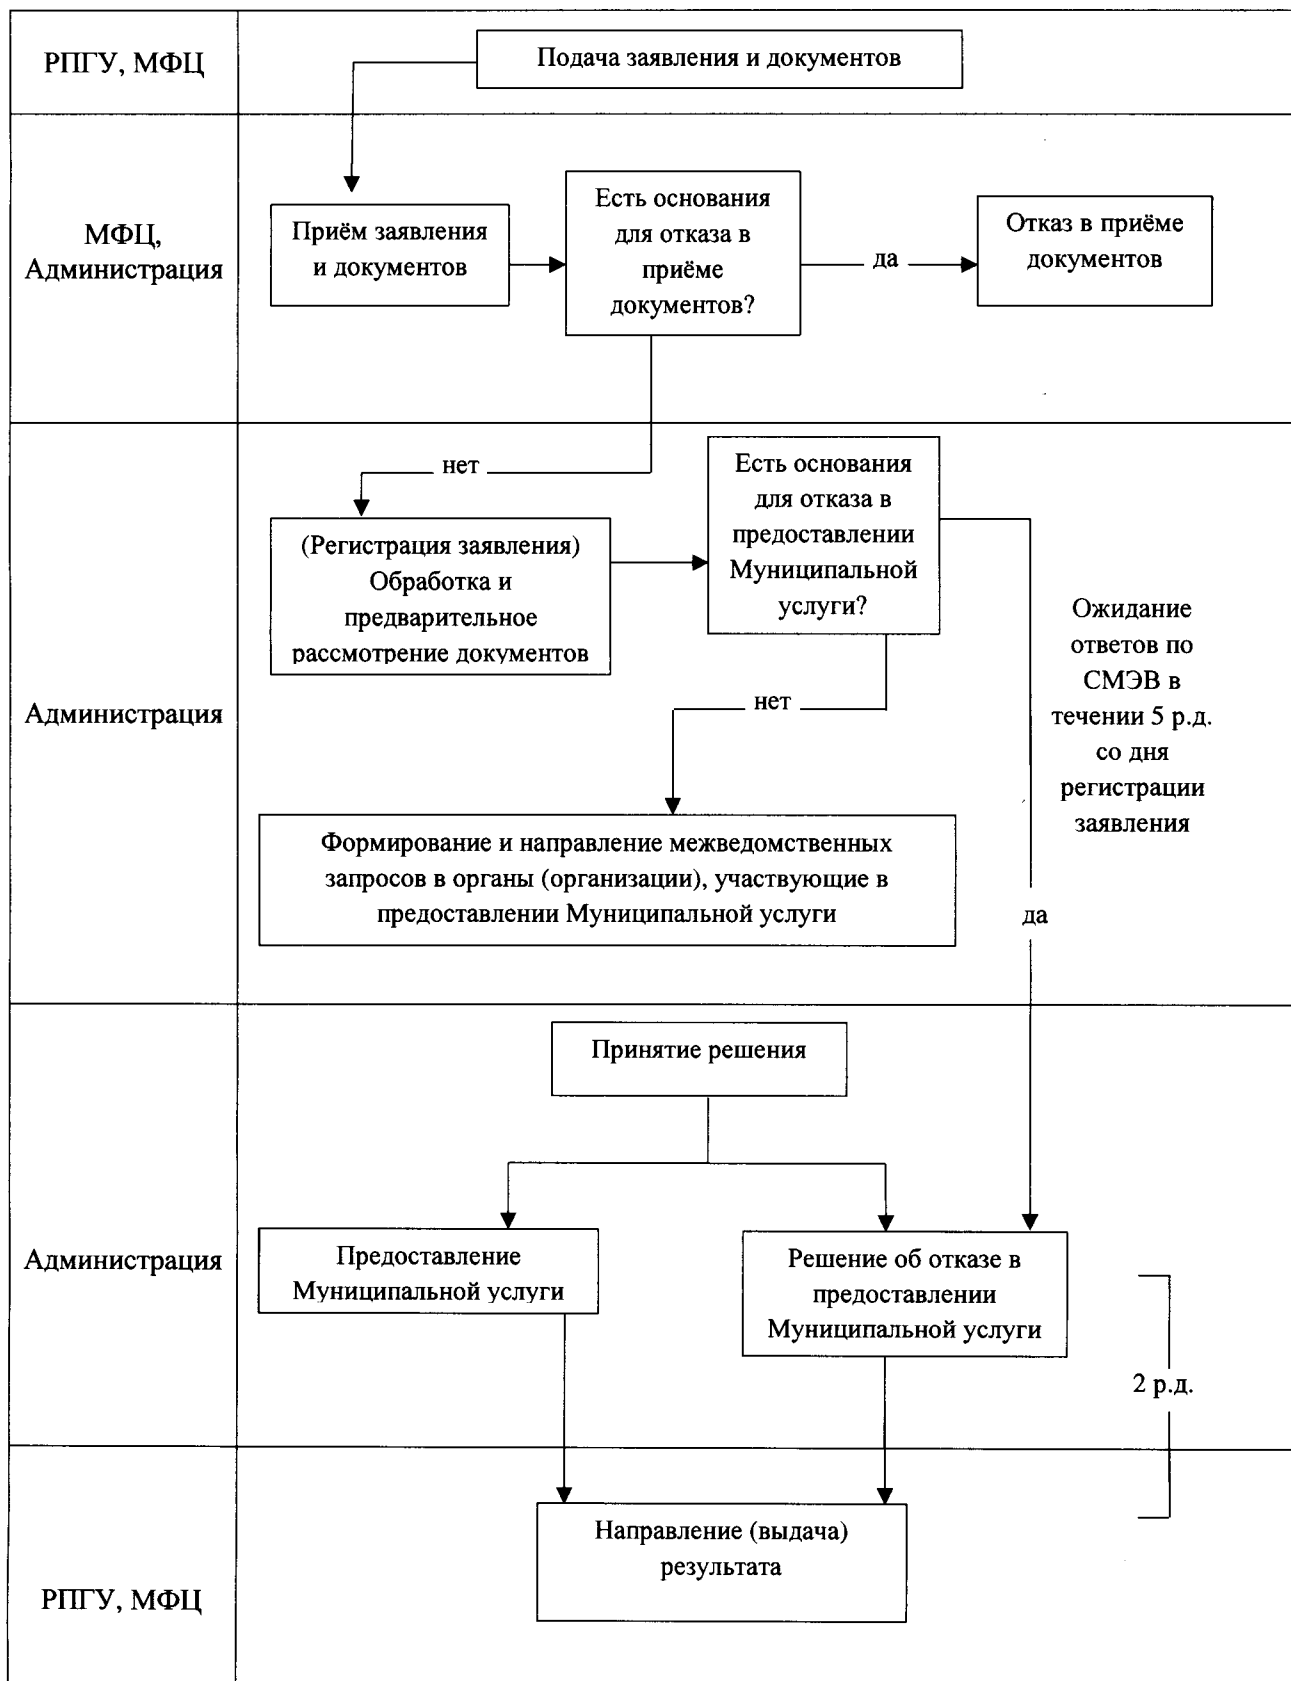 РПГУ, МФЦ
Подача заявления и документов
МФЦ,
Администрация
Приём заявления
и документов
Есть основания
для отказа в
приёме
документов?
да
Отказ в приёме
документов
Администрация
нет
(Регистрация заявления)
Обработка и
предварительное
рассмотрение документов
Есть основания
для отказа в
предоставлении
Муниципальной
услуги?
нет
Ожидание
ответов по
СМЭВ в
течении 5 р.д.
со дня
регистрации
заявления
Формирование и направление межведомственных
запросов в органы (организации), участвующие в
предоставлении Муниципальной услуги
да
Администрация
Принятие решения
Предоставление
Муниципальной услуги
Решение об отказе в
предоставлении
Муниципальной услуги
2 р.д.
РПГУ, МФЦ
Направление (выдача)
результата